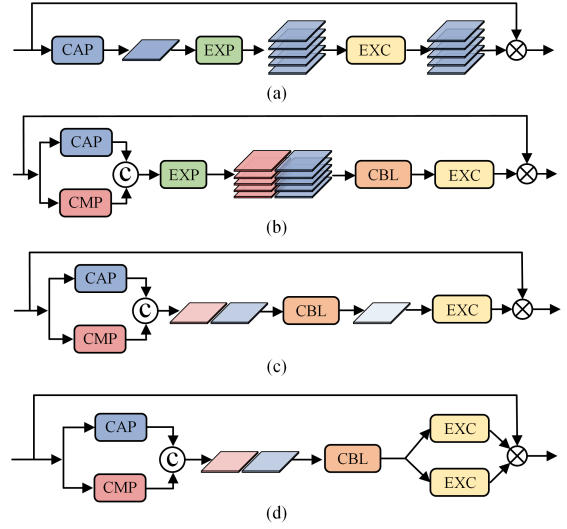 CAP EXP EXC
(a)
CAP
C EXP CBL EXC
CMP
(b)
CAP
C CBL EXC
CMP
(c)
CAP EXC
C CBL
CMP EXC
(d)